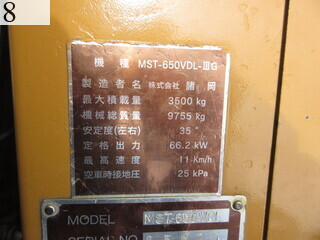 8
機種 MST-650VDL-ⅢG
製造者名 株式会社 諸岡
最大積載量 3500 kg
機械総質量 9755 kg
安定度(左右) 35°
定格出力 66.2 kW
最高速度 11 Km/h
空車時接地圧 25 kPa
MODEL
SERIAL NO